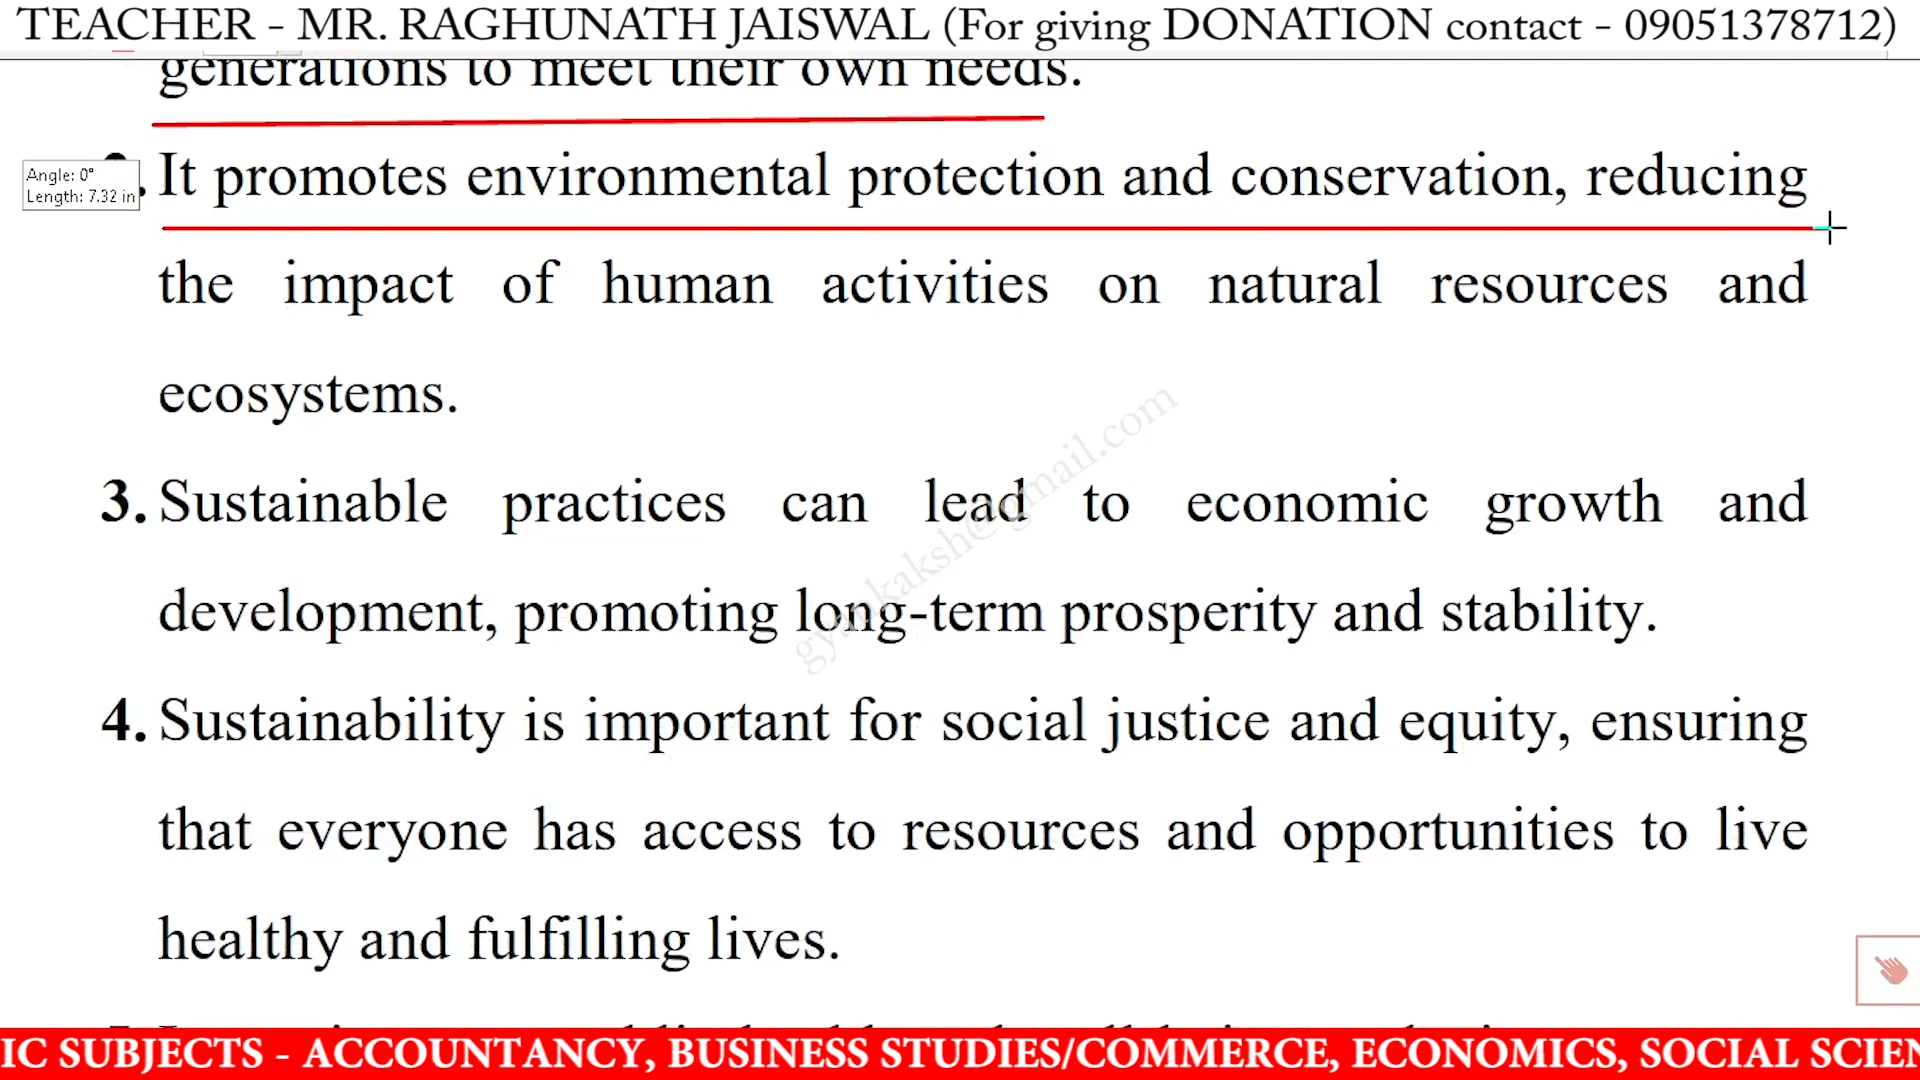 TEACHER - MR. RAGHUNATH JAISWAL (For giving DONATION contact - 09051378712)
generations to meet their own needs.
It promotes environmental protection and conservation, reducing
Angle: 0°
Length: 7.32 in
the impact of human activities on natural resources and
ecosystems.
3. Sustainable practices can lead to economic growth and
development, promoting long-term prosperity and stability.
4. Sustainability is important for social justice and equity, ensuring
that everyone has access to resources and opportunities to live
healthy and fulfilling lives.
gyankaksh@gmail.com
IC SUBJECTS - ACCOUNTANCY, BUSINESS STUDIES/COMMERCE, ECONOMICS, SOCIAL SCIEN